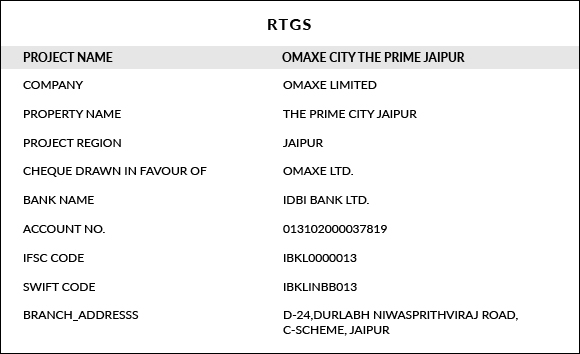 RTGS
PROJECT NAME OMAXE CITY THE PRIME JAIPUR
COMPANY OMAXE LIMITED
PROPERTY NAME THE PRIME CITY JAIPUR
PROJECT REGION JAIPUR
CHEQUE DRAWN IN FAVOUR OF OMAXE LTD.
BANK NAME IDBI BANK LTD.
ACCOUNT NO. 013102000037819
IFSC CODE IBKL0000013
SWIFT CODE IBKLINBB013
BRANCH_ADDRESSS D-24,DURLABH NIWASPRITHVIRAJ ROAD,
C-SCHEME, JAIPUR